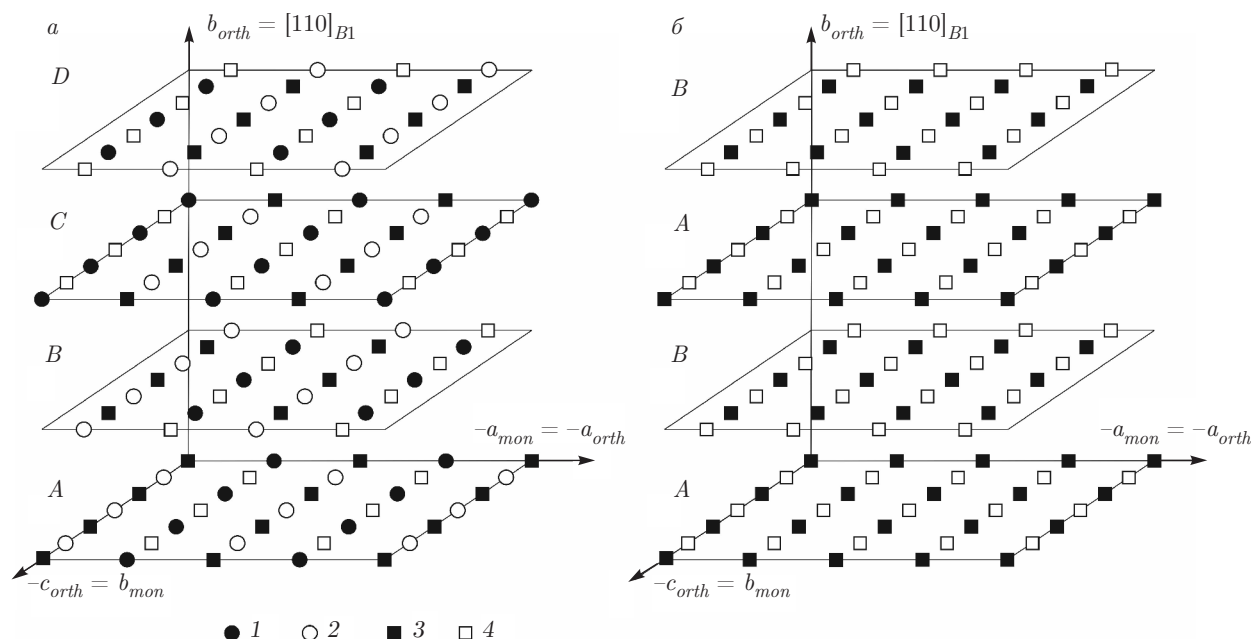 а
b_orth = [110]_B1
D
C
B
A
–a_mon = –a_orth
–c_orth = b_mon
б
b_orth = [110]_B1
B
A
B
A
–a_mon = –a_orth
–c_orth = b_mon
1 2 3 4